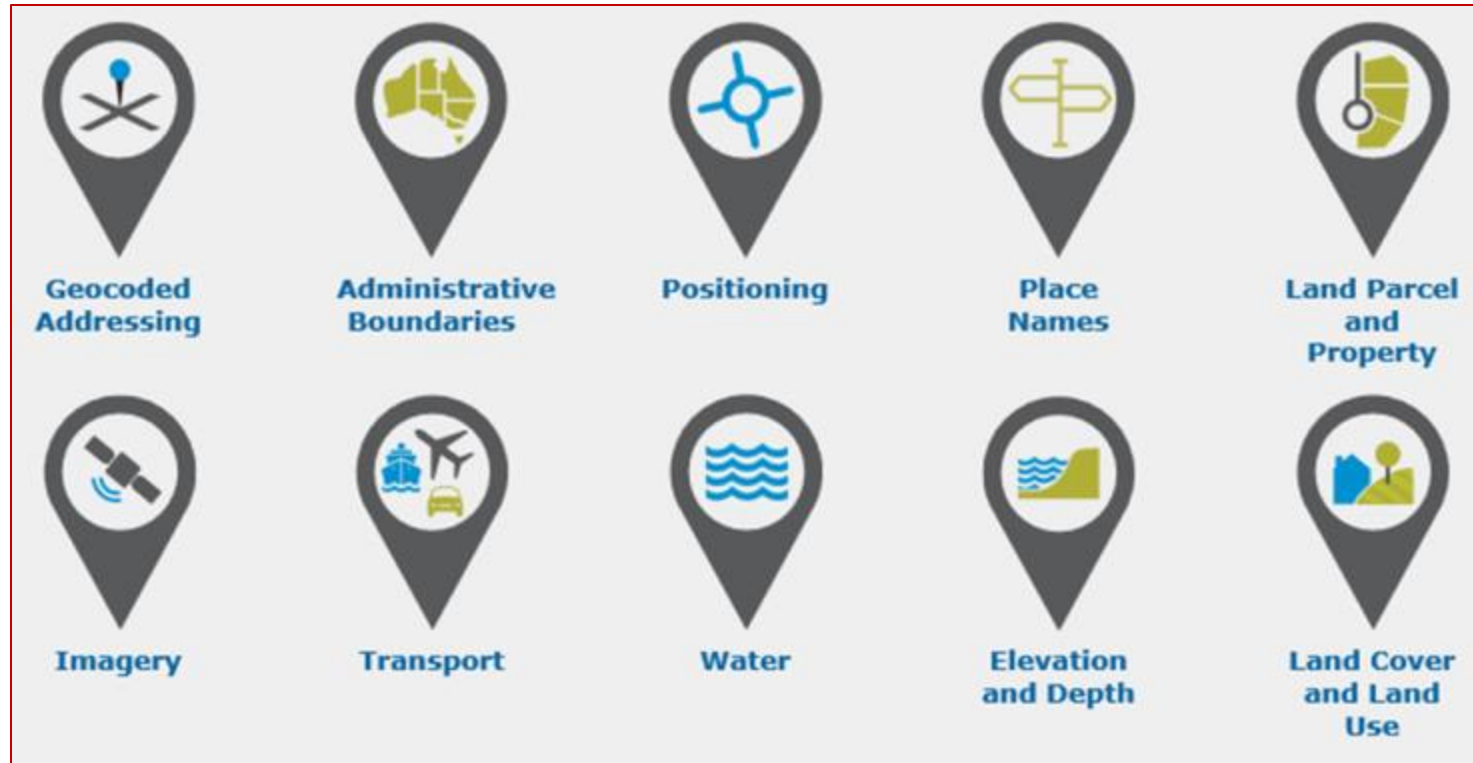 Geocoded
Addressing
Administrative
Boundaries
Positioning
Place
Names
Land Parcel
and
Property
Imagery
Transport
Water
Elevation
and Depth
Land Cover
and Land
Use